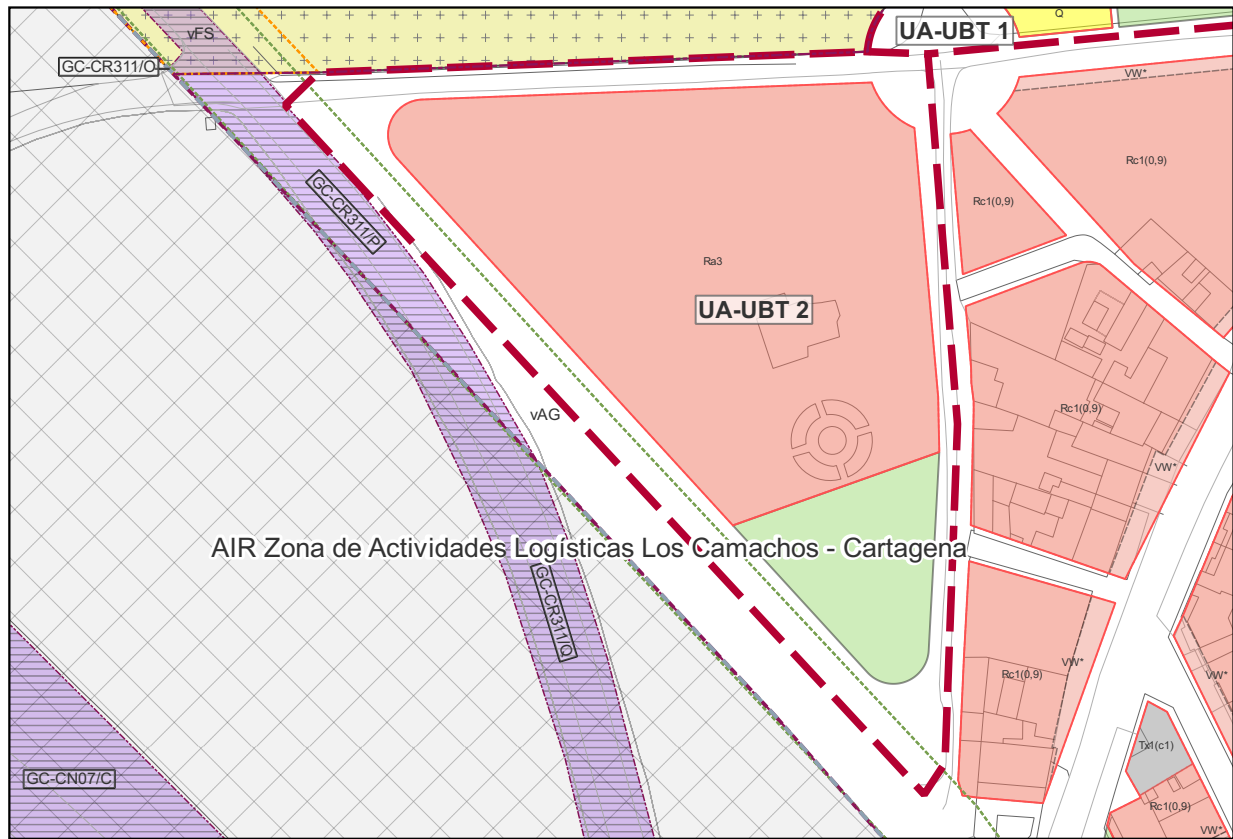 Q
UA-UBT 1
vFS
GC-CR311/O
VW*
Rc1(0,9)
GC-CR311/P
Rc1(0,9)
Ra3
UA-UBT 2
Rc1(0,9)
vAG
VW*
AIR Zona de Actividades Logísticas Los Camachos - Cartagena
GC-CR311/Q
VW*
Rc1(0,9)
VW*
Tx1(c1)
GC-CN07/C
Rc1(0,9)
VW*